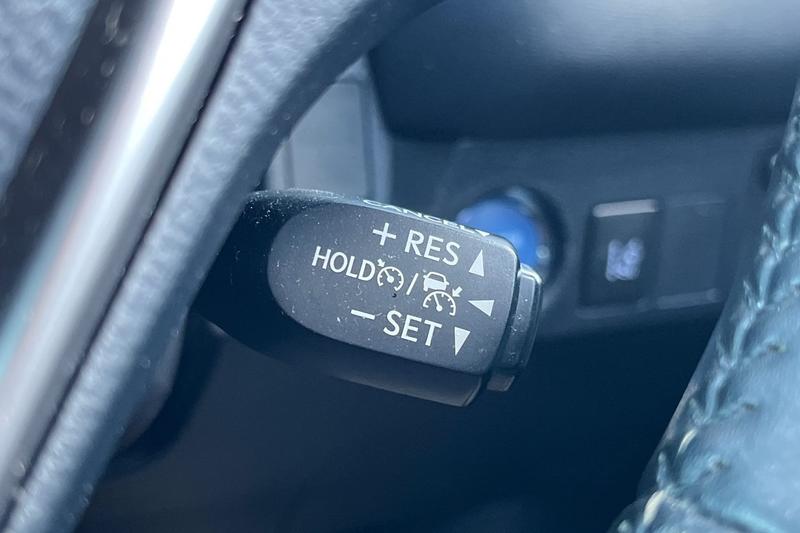 CANCEL
+ RES ▲
HOLD /
− SET ▼